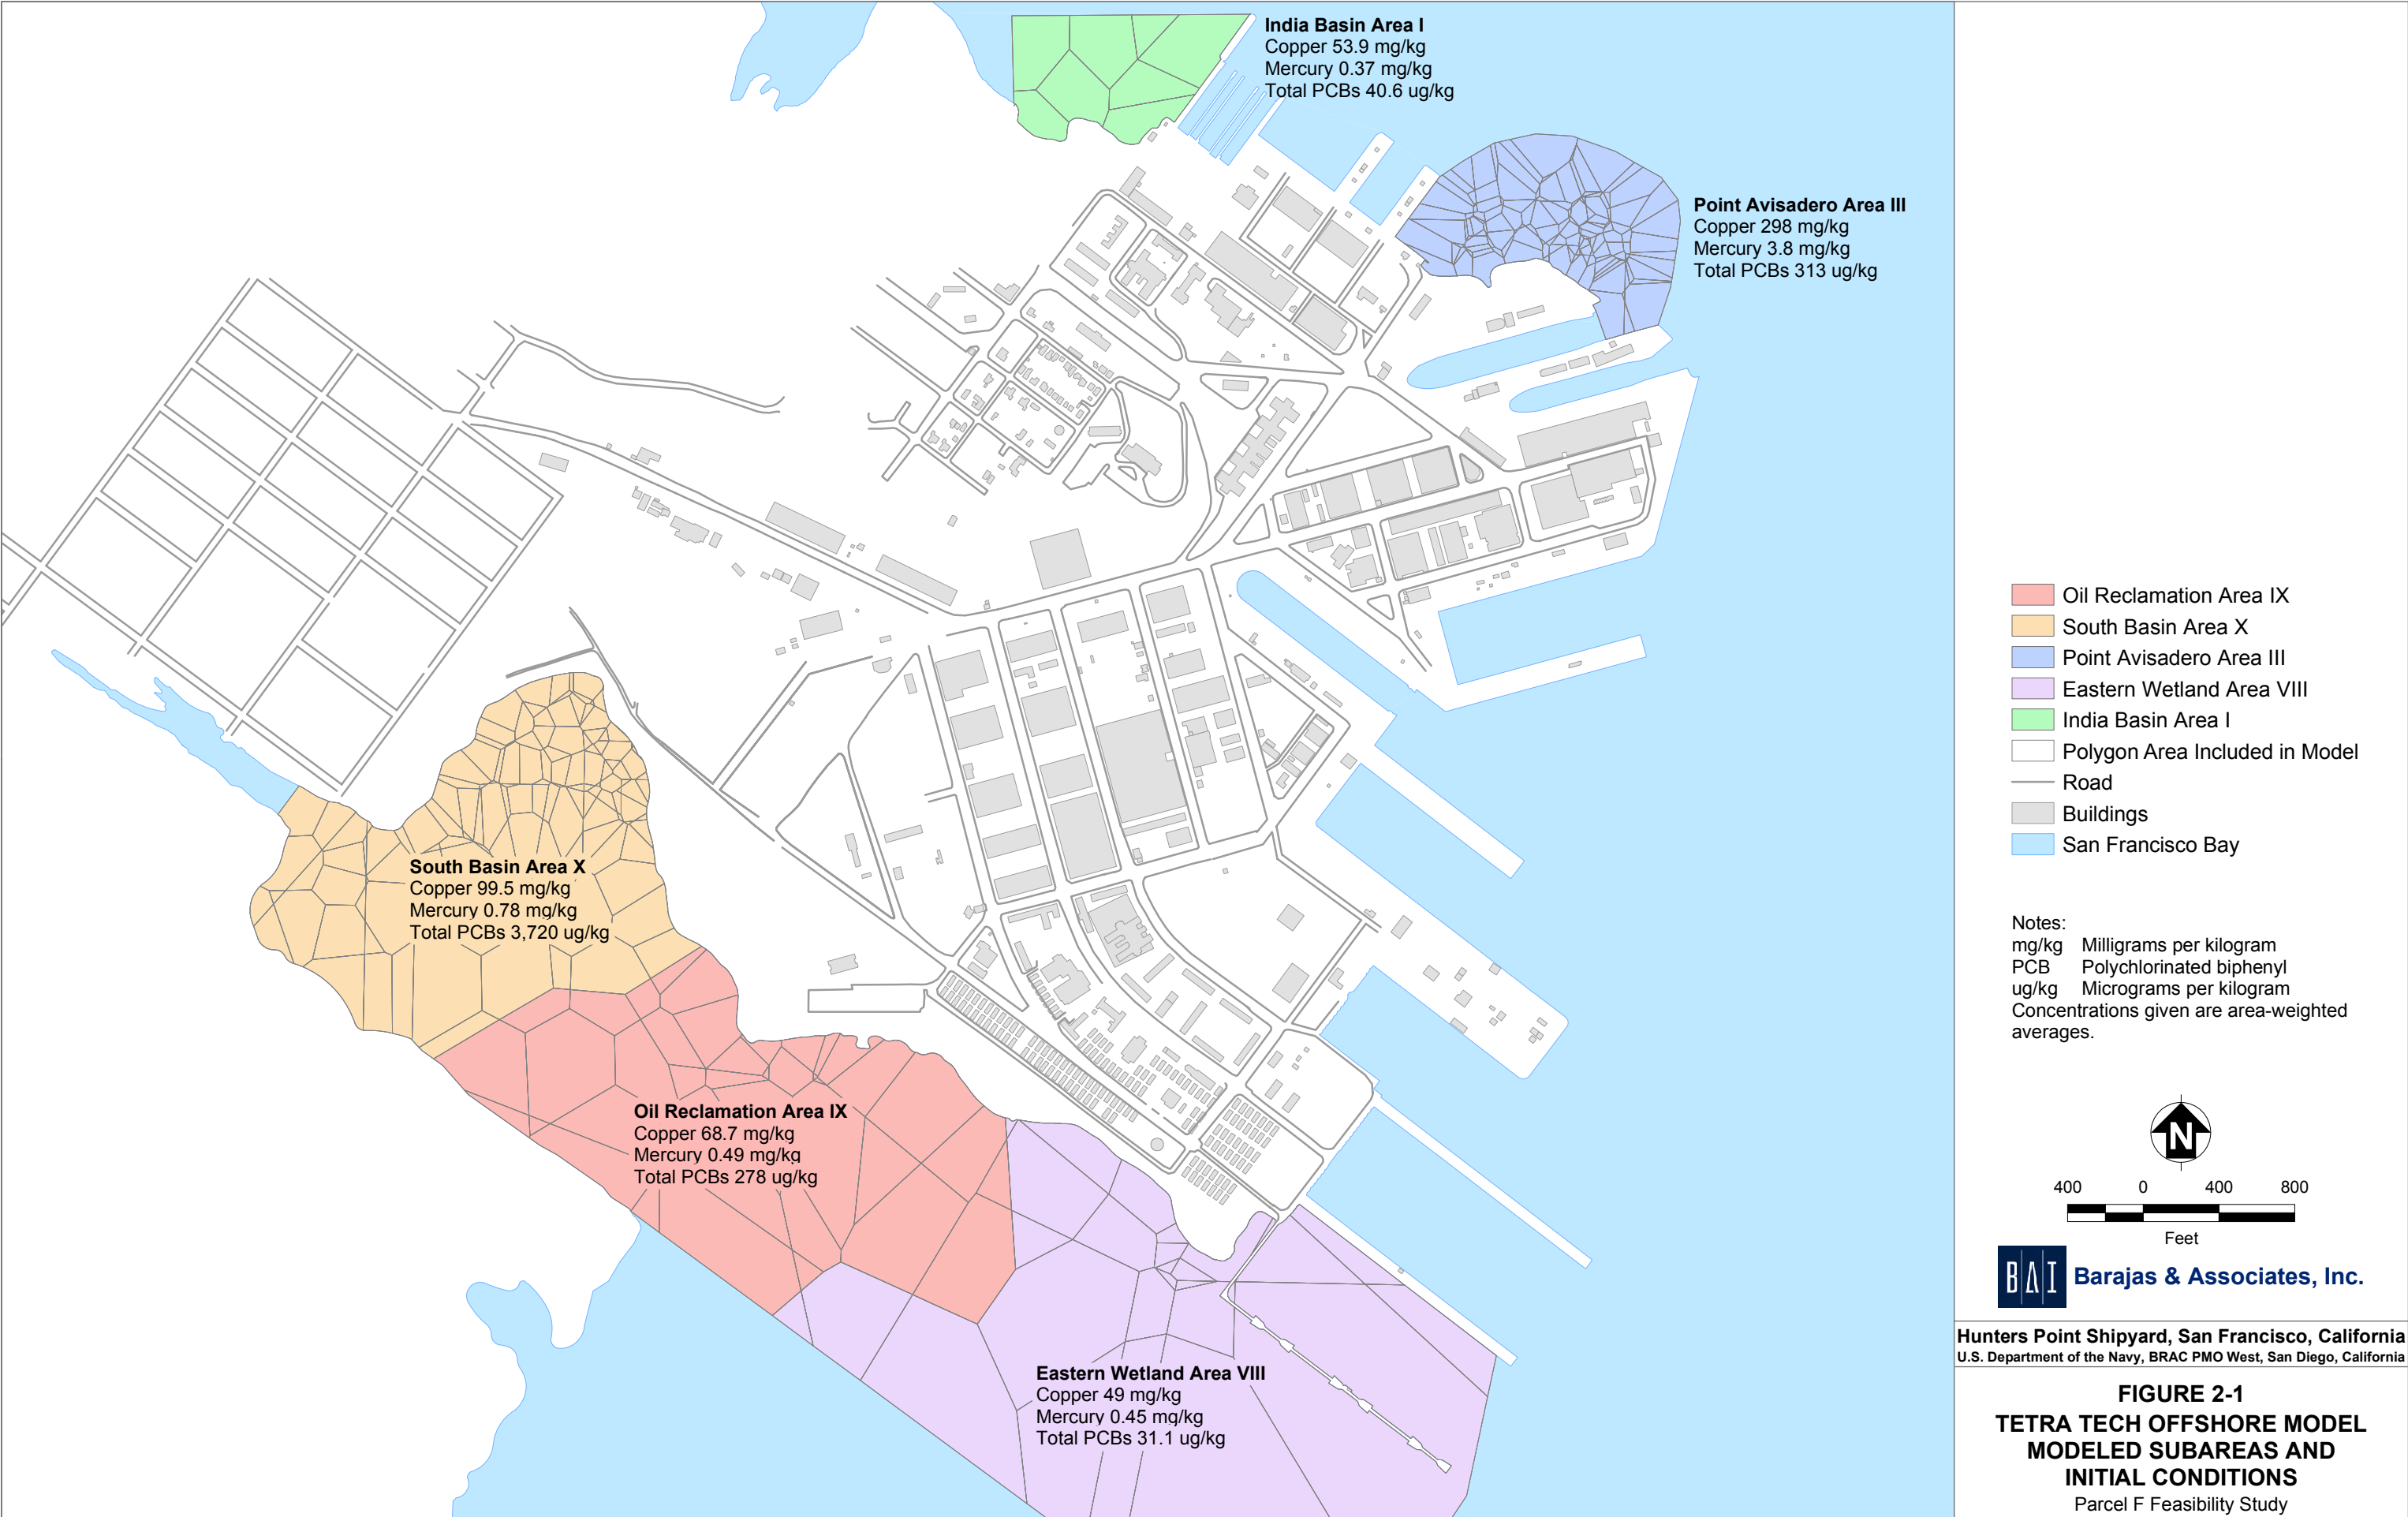 India Basin Area I
Copper 53.9 mg/kg
Mercury 0.37 mg/kg
Total PCBs 40.6 ug/kg
Point Avisadero Area III
Copper 298 mg/kg
Mercury 3.8 mg/kg
Total PCBs 313 ug/kg
South Basin Area X
Copper 99.5 mg/kg
Mercury 0.78 mg/kg
Total PCBs 3,720 ug/kg
Oil Reclamation Area IX
Copper 68.7 mg/kg
Mercury 0.49 mg/kg
Total PCBs 278 ug/kg
Eastern Wetland Area VIII
Copper 49 mg/kg
Mercury 0.45 mg/kg
Total PCBs 31.1 ug/kg
Oil Reclamation Area IX
South Basin Area X
Point Avisadero Area III
Eastern Wetland Area VIII
India Basin Area I
Polygon Area Included in Model
Road
Buildings
San Francisco Bay
Notes:
mg/kg Milligrams per kilogram
PCB Polychlorinated biphenyl
ug/kg Micrograms per kilogram
Concentrations given are area-weighted
averages.
N
400 0 400 800
Feet
BAI Barajas & Associates, Inc.
Hunters Point Shipyard, San Francisco, California
U.S. Department of the Navy, BRAC PMO West, San Diego, California
FIGURE 2-1
TETRA TECH OFFSHORE MODEL
MODELED SUBAREAS AND
INITIAL CONDITIONS
Parcel F Feasibility Study